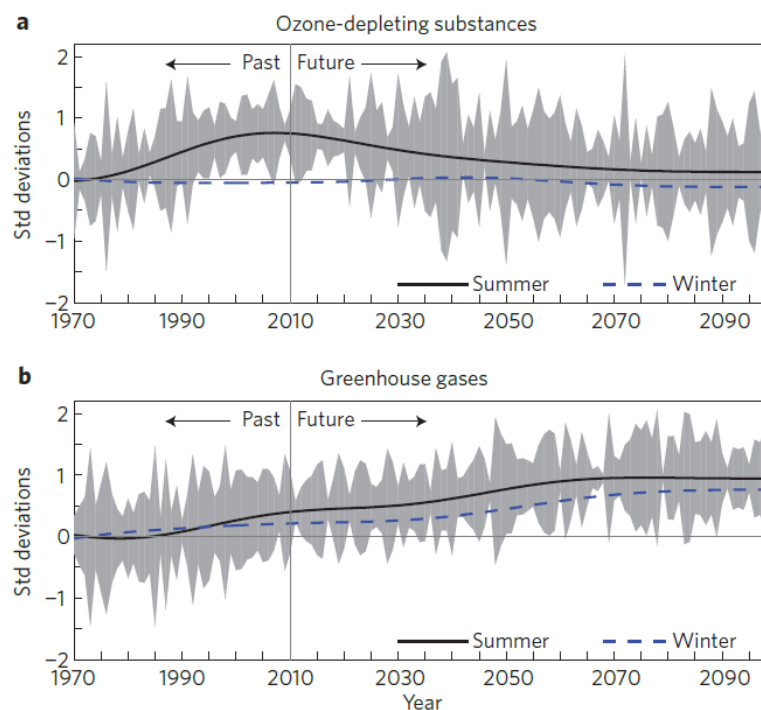 a Ozone-depleting substances
2
Past Future
1
0
−1
−2
Std deviations
Summer Winter
1970 1990 2010 2030 2050 2070 2090
b Greenhouse gases
2
Past Future
1
0
−1
−2
Std deviations
Summer Winter
1970 1990 2010 2030 2050 2070 2090
Year